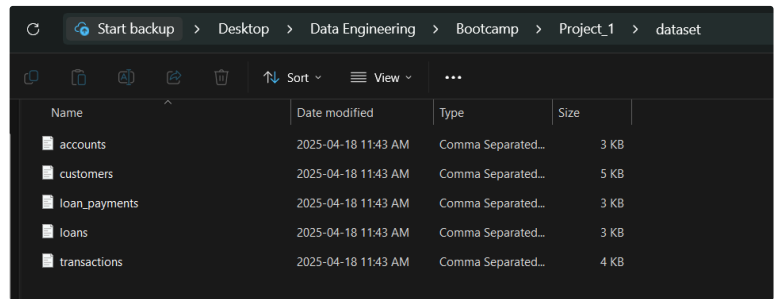 Start backup > Desktop > Data Engineering > Bootcamp > Project_1 > dataset
Sort View ...
Name Date modified Type Size
accounts 2025-04-18 11:43 AM Comma Separated... 3 KB
customers 2025-04-18 11:43 AM Comma Separated... 5 KB
loan_payments 2025-04-18 11:43 AM Comma Separated... 3 KB
loans 2025-04-18 11:43 AM Comma Separated... 3 KB
transactions 2025-04-18 11:43 AM Comma Separated... 4 KB